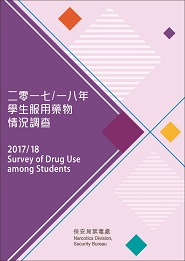 二零一七/一八年
學生服用藥物
情況調查
2017/18
Survey of Drug Use
among Students
保安局禁毒處
Narcotics Division,
Security Bureau